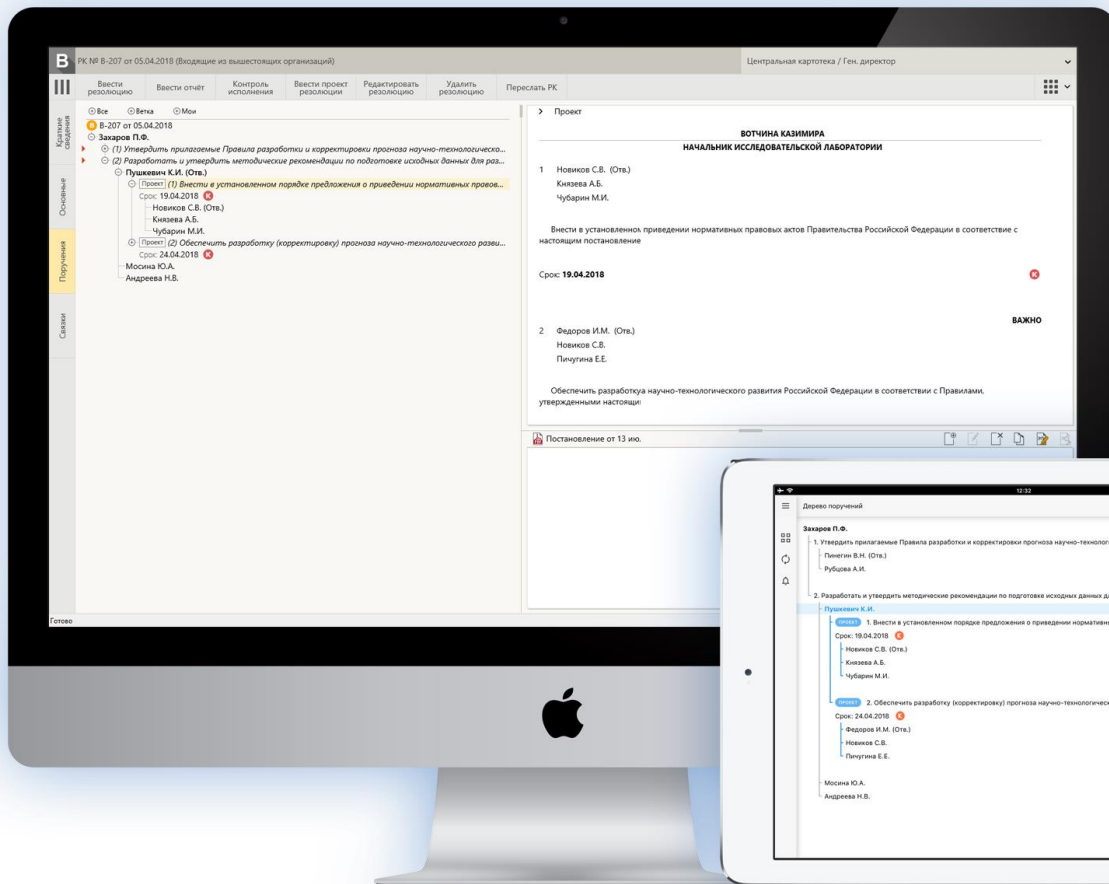 В
РК № В-207 от 05.04.2018 (Входящие из вышестоящих организаций)
Центральная картотека / Ген. директор
Ввести резолюцию
Ввести отчёт
Контроль исполнения
Ввести проект резолюции
Редактировать резолюцию
Удалить резолюцию
Переслать РК
Краткие сведения
Основные
Поручения
Связки
Все Ветка Мои
В В-207 от 05.04.2018
Захаров П.Ф.
(1) Утвердить прилагаемые Правила разработки и корректировки прогноза научно-технологическо...
(2) Разработать и утвердить методические рекомендации по подготовке исходных данных для раз...
Пушкевич К.И. (Отв.)
Проект (1) Внести в установленном порядке предложения о приведении нормативных правов...
Срок: 19.04.2018 К
Новиков С.В. (Отв.)
Князева А.Б.
Чубарин М.И.
Проект (2) Обеспечить разработку (корректировку) прогноза научно-технологического разви...
Срок: 24.04.2018 К
Мосина Ю.А.
Андреева Н.В.
Готово
Проект
ВОТЧИНА КАЗИМИРА
НАЧАЛЬНИК ИССЛЕДОВАТЕЛЬСКОЙ ЛАБОРАТОРИИ
1 Новиков С.В. (Отв.)
Князева А.Б.
Чубарин М.И.
Внести в установленном приведении нормативных правовых актов Правительства Российской Федерации в соответствие с
настоящим постановление
Срок: 19.04.2018 К
ВАЖНО
2 Федоров И.М. (Отв.)
Новиков С.В.
Пичугина Е.Е.
Обеспечить разработкуа научно-технологического развития Российской Федерации в соответствии с Правилами,
утвержденными настоящи
Постановление от 13 ию.
12:32
Дерево поручений
Захаров П.Ф.
1. Утвердить прилагаемые Правила разработки и корректировки прогноза научно-технолог
Пинегин В.Н. (Отв.)
Рубцова А.И.
2. Разработать и утвердить методические рекомендации по подготовке исходных данных д
Пушкевич К.И.
ПРОЕКТ 1. Внести в установленном порядке предложения о приведении нормативн
Срок: 19.04.2018 К
Новиков С.В. (Отв.)
Князева А.Б.
Чубарин М.И.
ПРОЕКТ 2. Обеспечить разработку (корректировку) прогноза научно-технологическ
Срок: 24.04.2018 К
Федоров И.М. (Отв.)
Новиков С.В.
Пичугина Е.Е.
Мосина Ю.А.
Андреева Н.В.